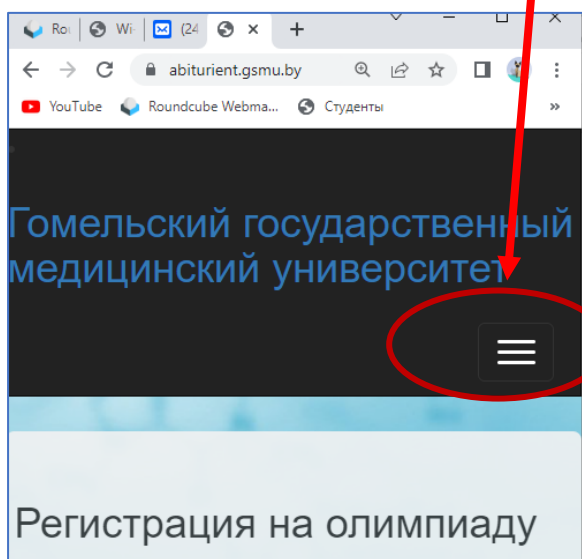 Ro
Wi-
(24
abiturient.gsmu.by
YouTube
Roundcube Webma...
Студенты
Гомельский государственный
медицинский университет
Регистрация на олимпиаду